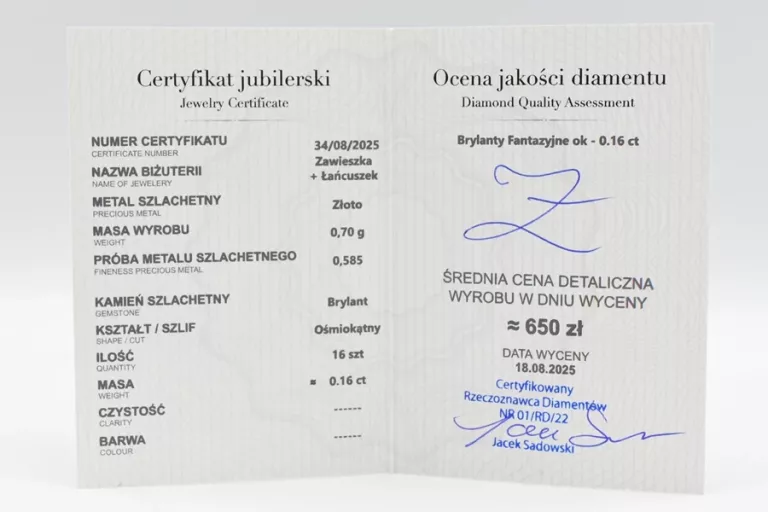 Certyfikat jubilerski
Jewelry Certificate
NUMER CERTYFIKATU 34/08/2025
CERTIFICATE NUMBER
NAZWA BIŻUTERII Zawieszka + Łańcuszek
NAME OF JEWELERY
METAL SZLACHETNY Złoto
PRECIOUS METAL
MASA WYROBU 0,70 g
WEIGHT
PRÓBA METALU SZLACHETNEGO 0,585
FINENESS PRECIOUS METAL
KAMIEŃ SZLACHETNY Brylant
GEMSTONE
KSZTAŁT / SZLIF Ośmiokątny
SHAPE / CUT
ILOŚĆ 16 szt
QUANTITY
MASA ▪ 0.16 ct
WEIGHT
CZYSTOŚĆ ------
CLARITY
BARWA ------
COLOUR
Ocena jakości diamentu
Diamond Quality Assessment
Brylanty Fantazyjne ok - 0.16 ct
ŚREDNIA CENA DETALICZNA
WYROBU W DNIU WYCENY
≈ 650 zł
DATA WYCENY
18.08.2025
Certyfikowany
Rzeczoznawca Diamentów
NR 01/RD/22
Jacek Sadowski